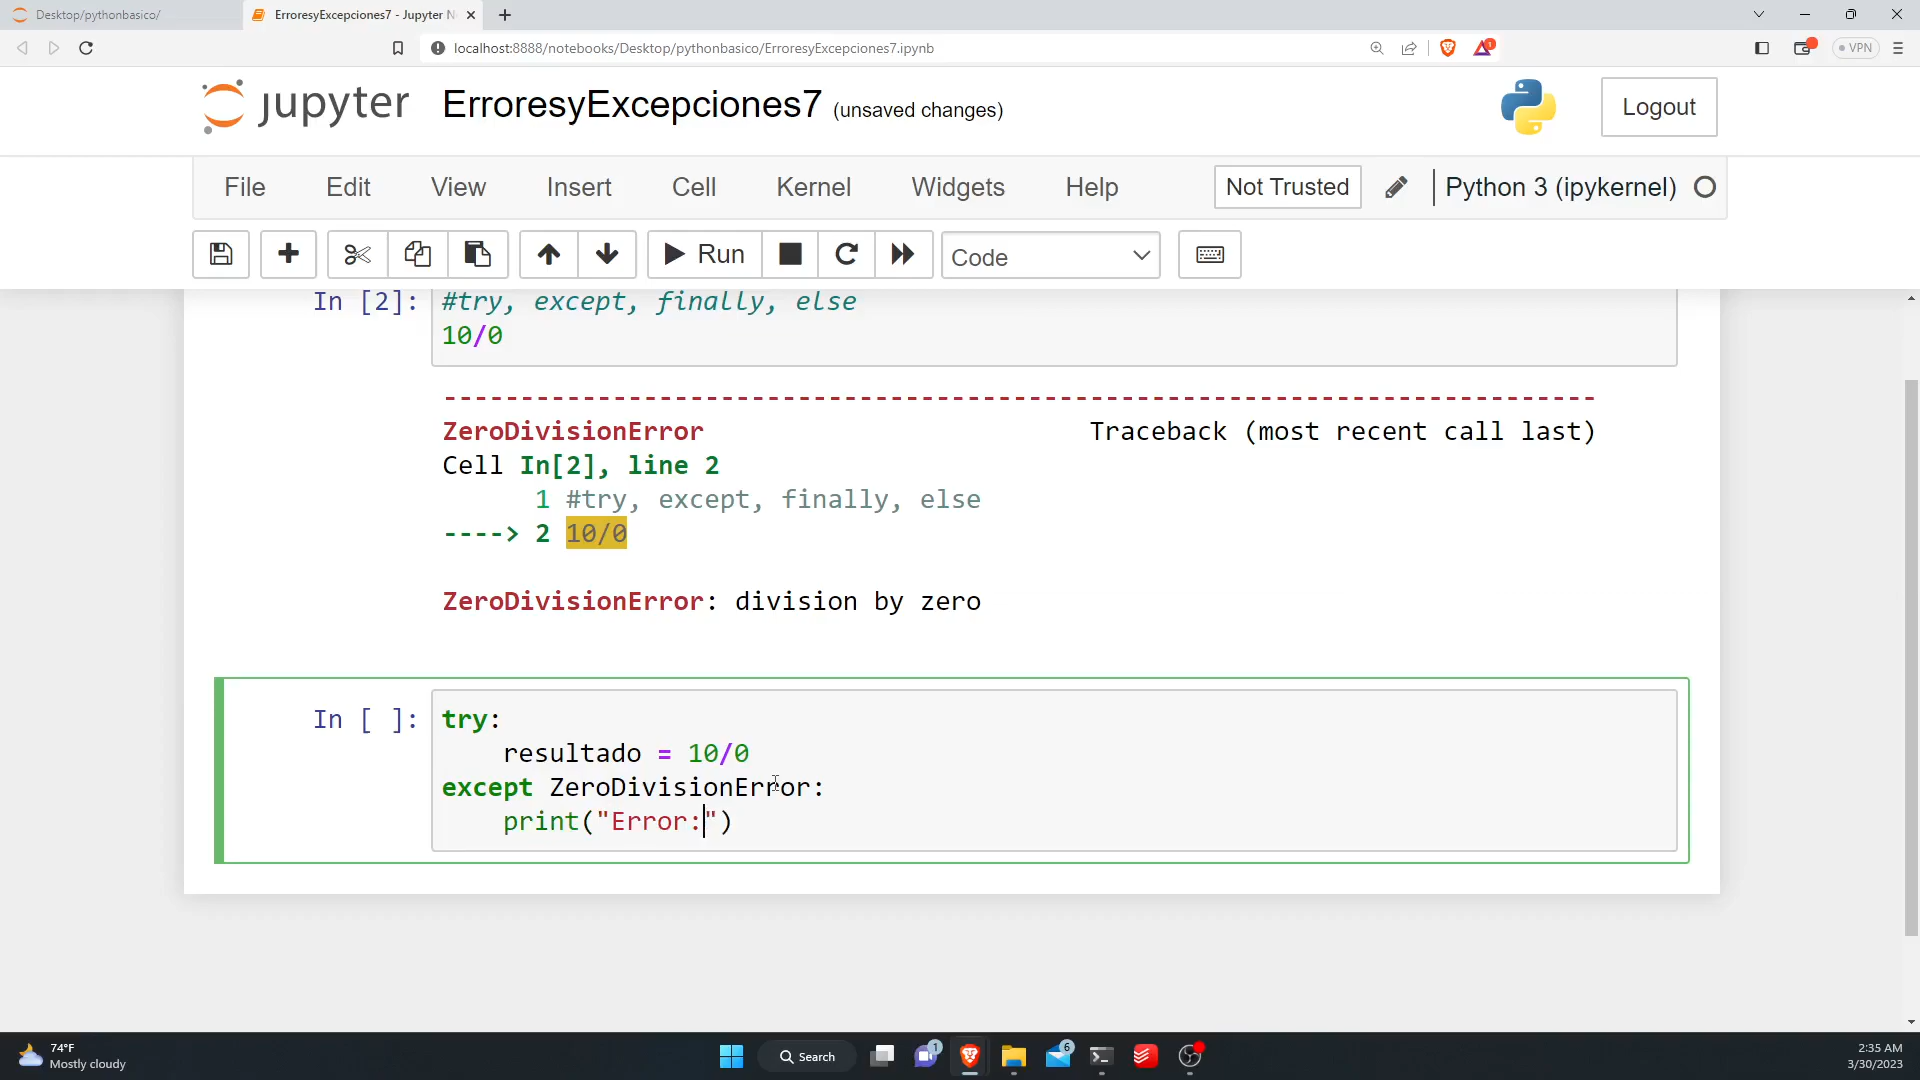 Desktop/pythonbasico/
ErroresyExcepciones7 - Jupyter N
localhost:8888/notebooks/Desktop/pythonbasico/ErroresyExcepciones7.ipynb
1
VPN
jupyter ErroresyExcepciones7 (unsaved changes)
Logout
File Edit View Insert Cell Kernel Widgets Help
Not Trusted
Python 3 (ipykernel)
Run
Code
In [2]: #try, except, finally, else
10/0
---------------------------------------------------------------------------
ZeroDivisionError Traceback (most recent call last)
Cell In[2], line 2
1 #try, except, finally, else
----> 2 10/0
ZeroDivisionError: division by zero
In [ ]: try:
resultado = 10/0
except ZeroDivisionError:
print("Error:")
74°F
Mostly cloudy
Search
1
6
2:35 AM
3/30/2023